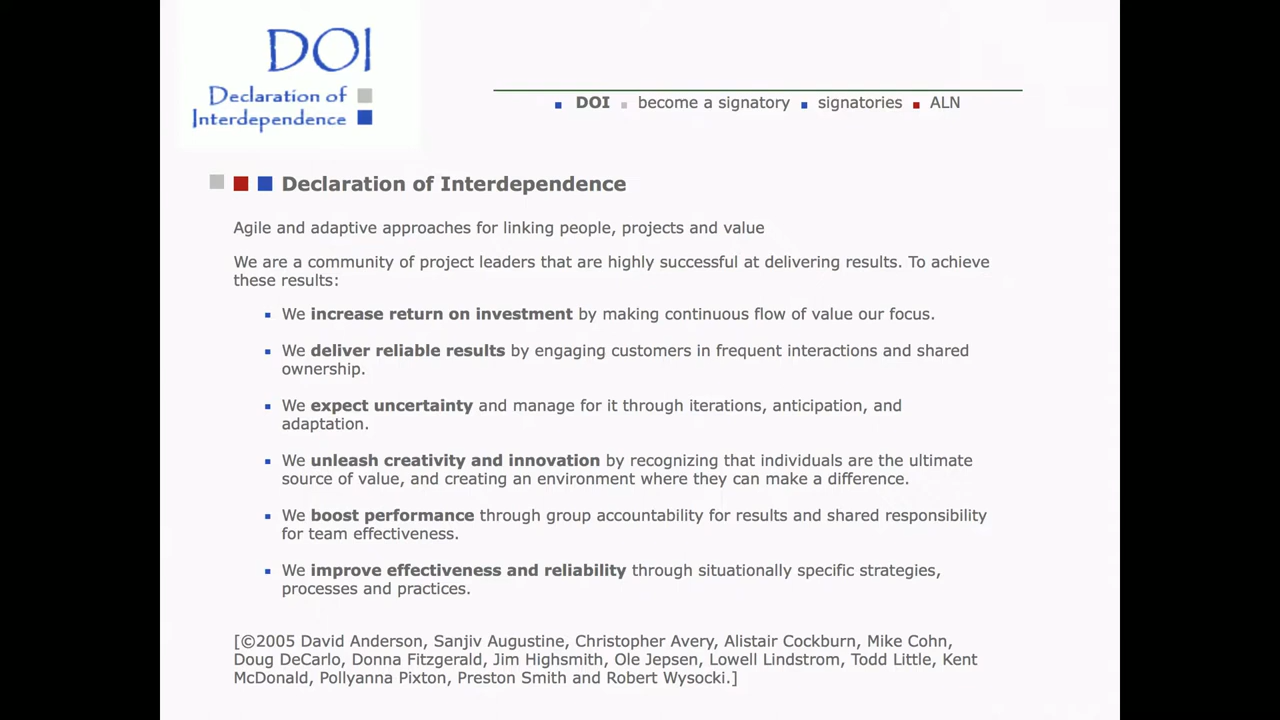 DOI
Declaration of
Interdependence
DOI become a signatory signatories ALN
Declaration of Interdependence
Agile and adaptive approaches for linking people, projects and value
We are a community of project leaders that are highly successful at delivering results. To achieve
these results:
We increase return on investment by making continuous flow of value our focus.
We deliver reliable results by engaging customers in frequent interactions and shared
ownership.
We expect uncertainty and manage for it through iterations, anticipation, and
adaptation.
We unleash creativity and innovation by recognizing that individuals are the ultimate
source of value, and creating an environment where they can make a difference.
We boost performance through group accountability for results and shared responsibility
for team effectiveness.
We improve effectiveness and reliability through situationally specific strategies,
processes and practices.
[©2005 David Anderson, Sanjiv Augustine, Christopher Avery, Alistair Cockburn, Mike Cohn,
Doug DeCarlo, Donna Fitzgerald, Jim Highsmith, Ole Jepsen, Lowell Lindstrom, Todd Little, Kent
McDonald, Pollyanna Pixton, Preston Smith and Robert Wysocki.]